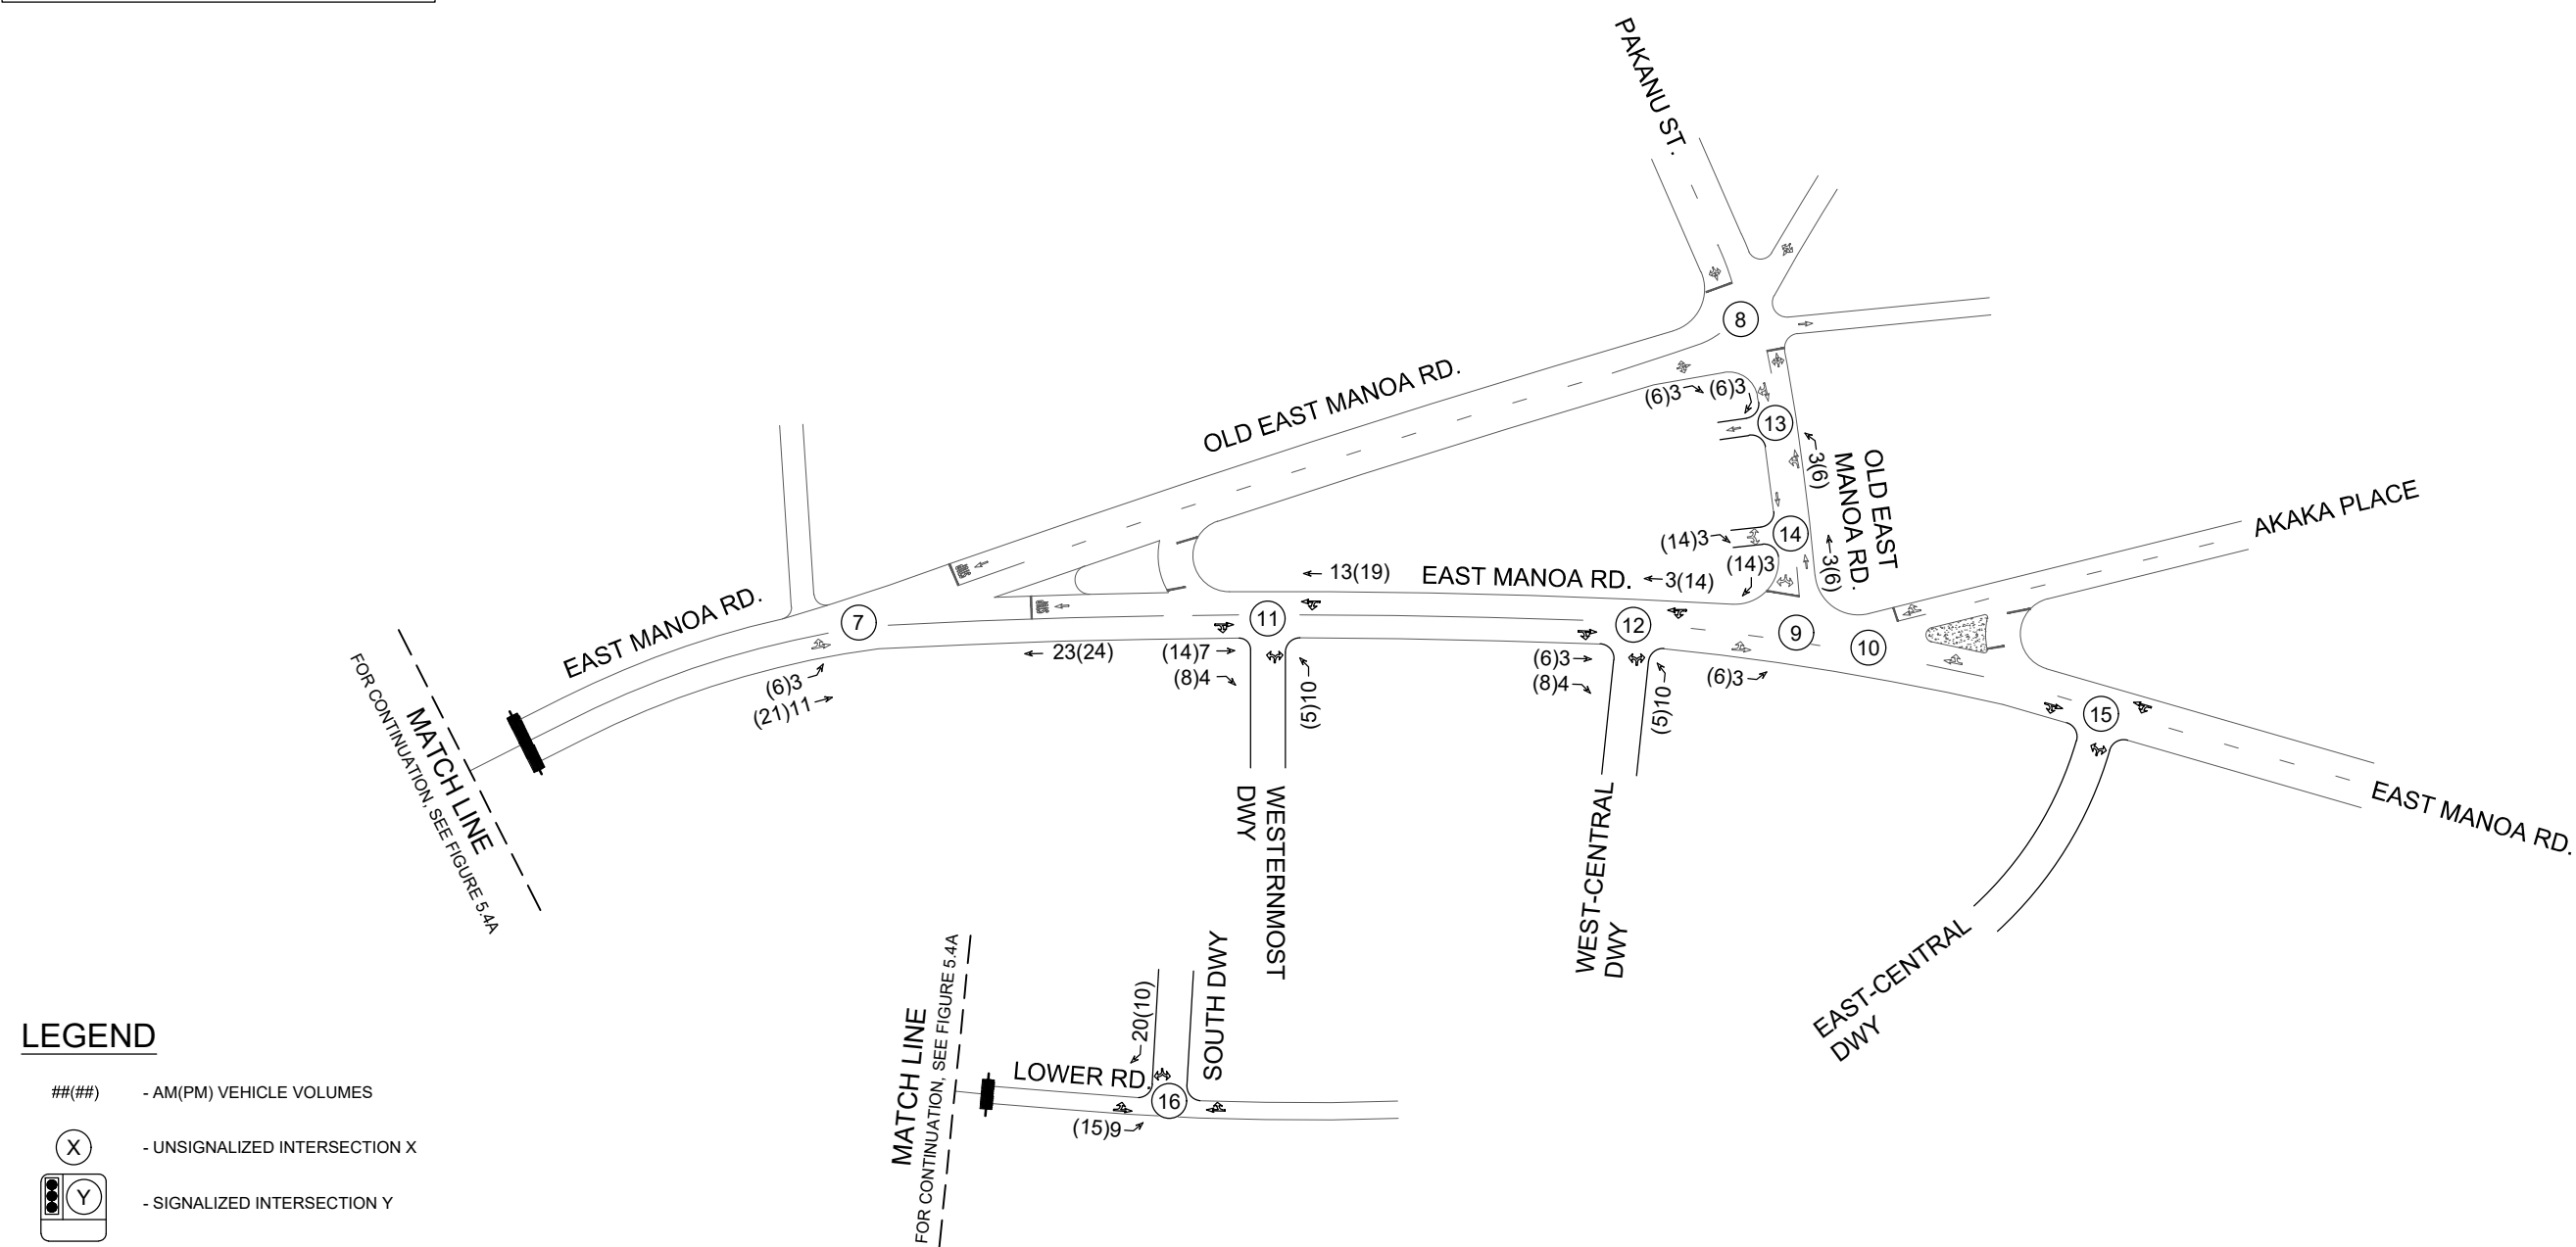 PAKANU ST.
8
OLD EAST MANOA RD.
(6)3
(6)3
13
3(6)
OLD EAST
MANOA RD.
(14)3
14
(14)3
3(6)
AKAKA PLACE
EAST MANOA RD.
7
13(19)
EAST MANOA RD.
3(14)
11
12
9
10
23(24)
(14)7
(8)4
(5)10
(6)3
(8)4
(5)10
(6)3
15
EAST MANOA RD.
(6)3
(21)11
MATCH LINE
FOR CONTINUATION, SEE FIGURE 5.4A
WESTERNMOST
DWY
WEST-CENTRAL
DWY
EAST-CENTRAL
DWY
MATCH LINE
FOR CONTINUATION, SEE FIGURE 5.4A
20(10)
SOUTH DWY
LOWER RD.
16
(15)9
LEGEND
##(##) - AM(PM) VEHICLE VOLUMES
X - UNSIGNALIZED INTERSECTION X
Y - SIGNALIZED INTERSECTION Y